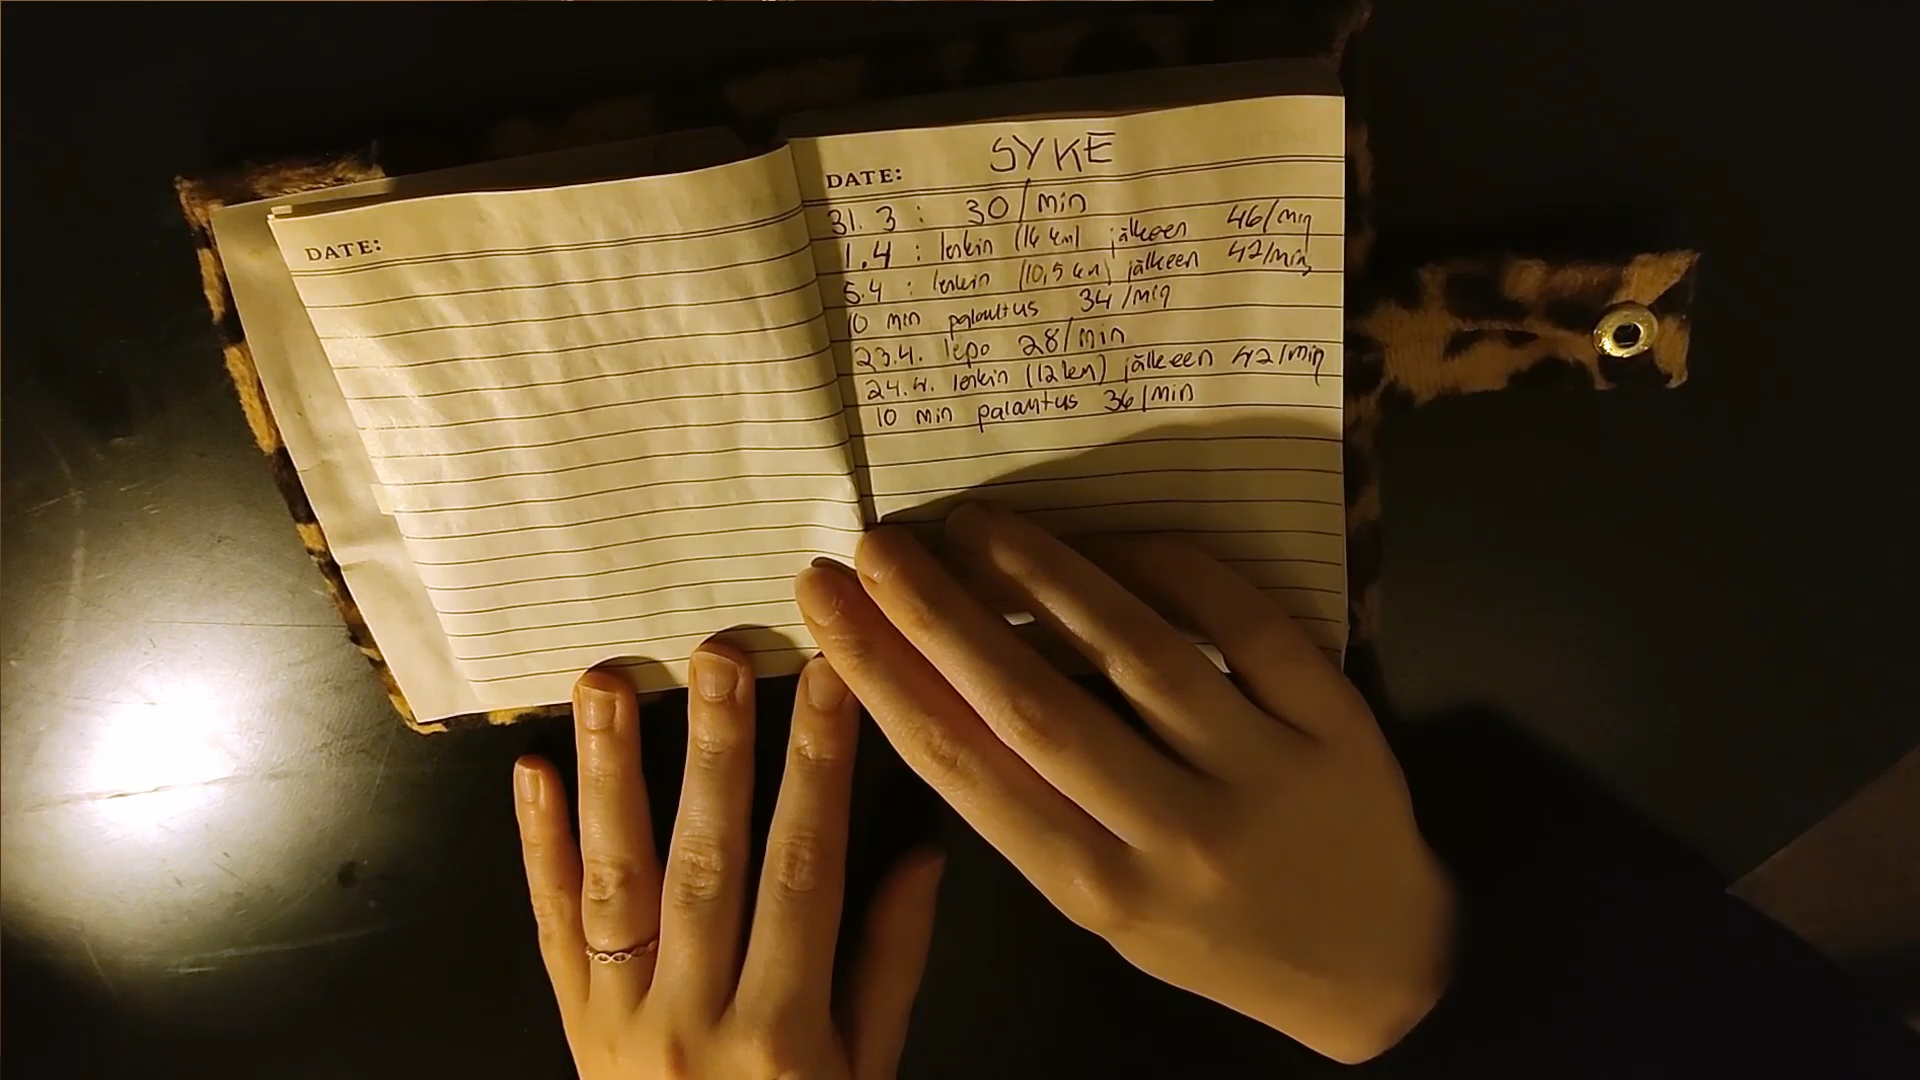 DATE:
SYKE
DATE:
31.3: 30/min
1.4: lenkin (14 km) jälkeen 46/min
5.4: lenkin (10,5 km) jälkeen 42/min
10 min palautus 34/min
23.4. lepo 28/min
24.4. lenkin (12 km) jälkeen 42/min
10 min palautus 36/min